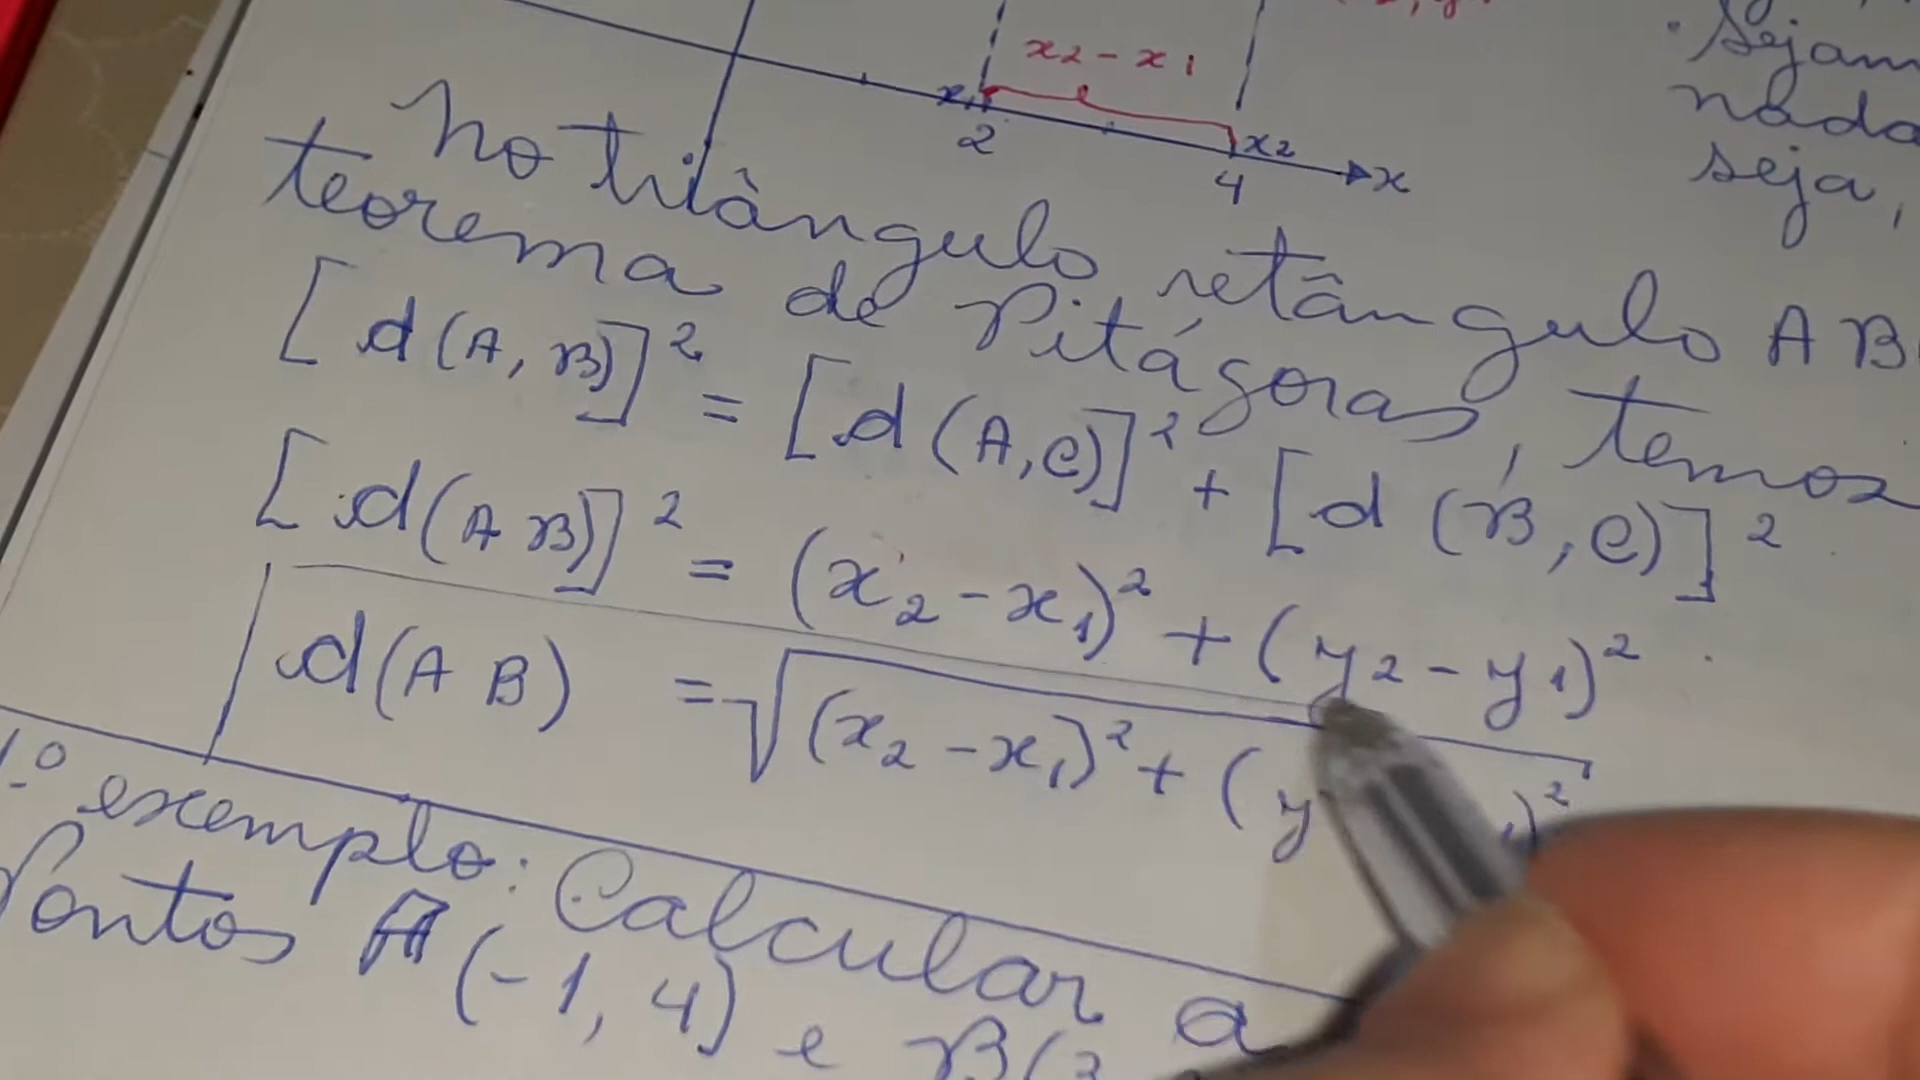 x2 - x1
x1
2
x2
4
x
Sejam
nada
seja,
No triângulo retângulo AB
teorema de Pitágoras, temos
[d(A, B)]² = [d(A,C)]² + [d(B,C)]²
[d(A B)]² = (x2 - x1)² + (y2 - y1)²
d(A B) = √(x2 - x1)² + (y )²
1.º exemplo: Calcular a
Pontos A(-1, 4) e B(